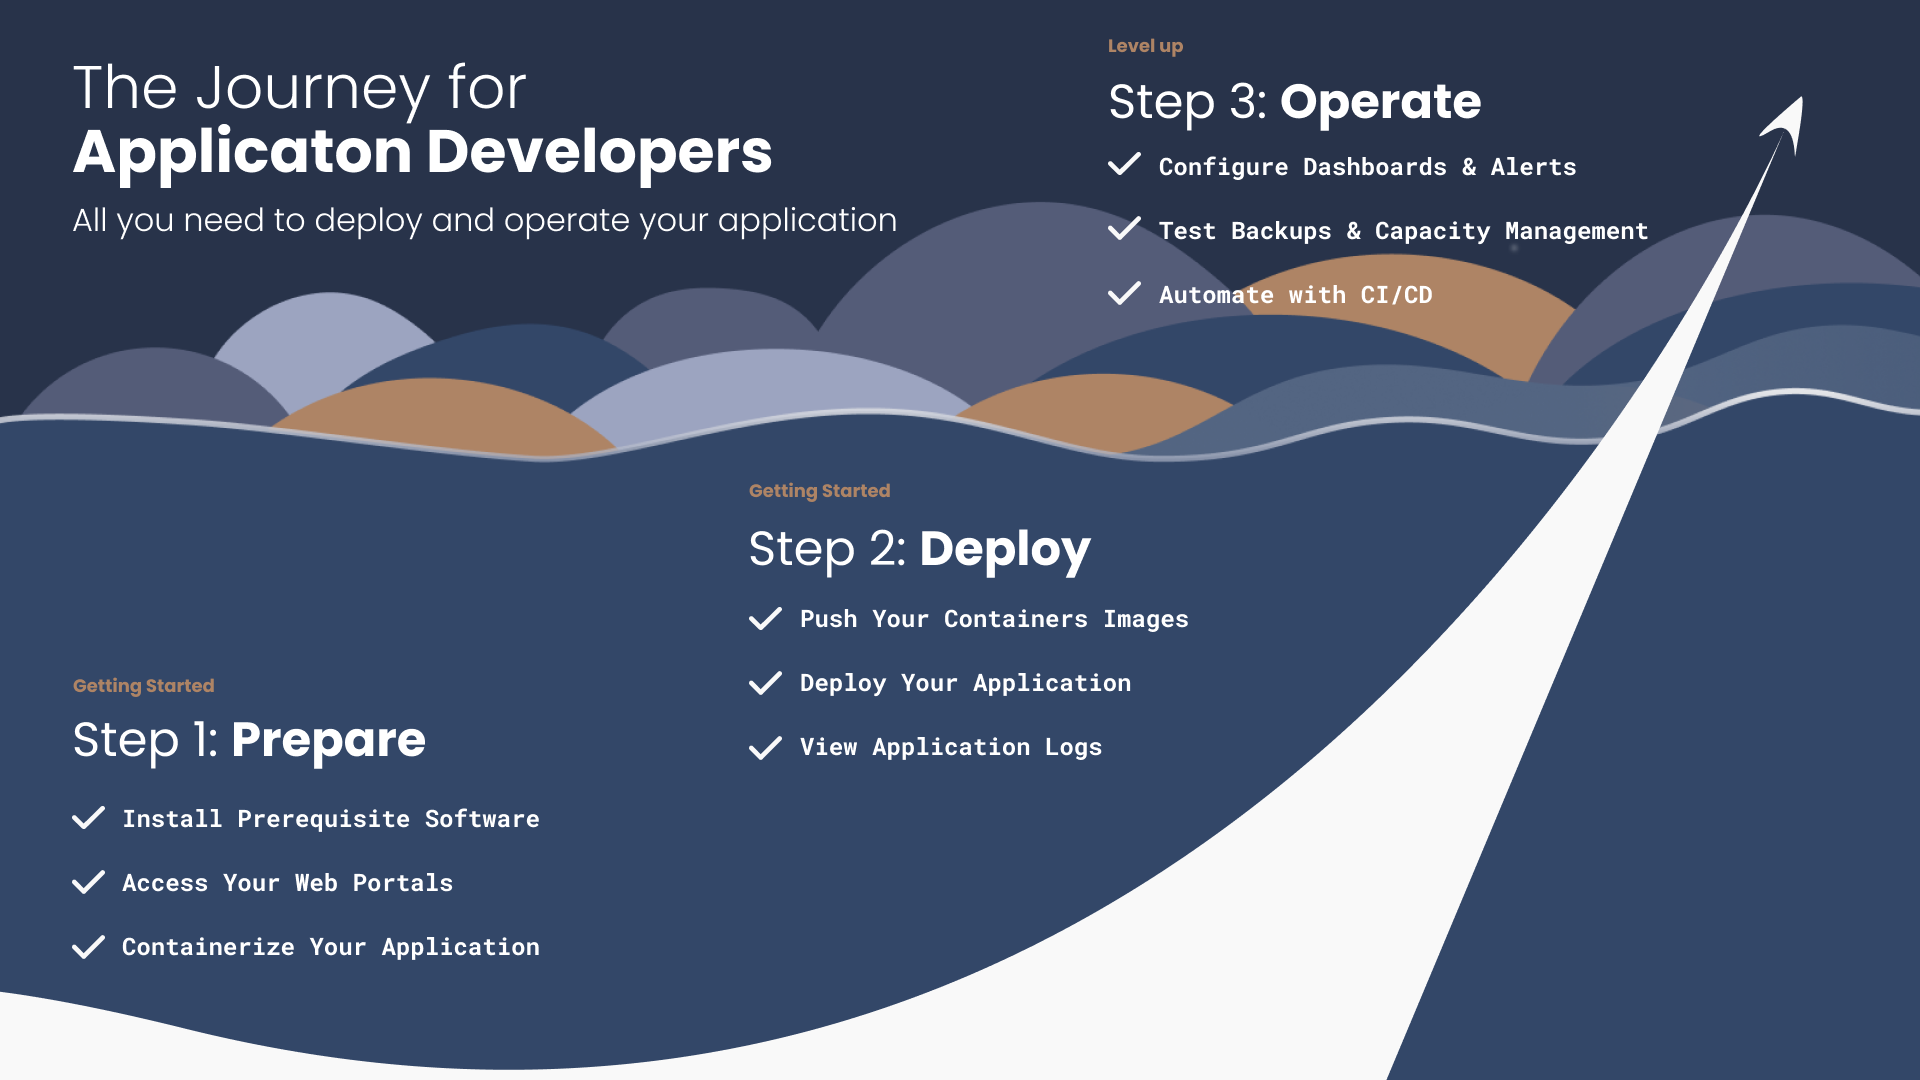 The Journey for
Applicaton Developers
All you need to deploy and operate your application
Getting Started
Step 1: Prepare
Install Prerequisite Software
Access Your Web Portals
Containerize Your Application
Getting Started
Step 2: Deploy
Push Your Containers Images
Deploy Your Application
View Application Logs
Level up
Step 3: Operate
Configure Dashboards & Alerts
Test Backups & Capacity Management
Automate with CI/CD